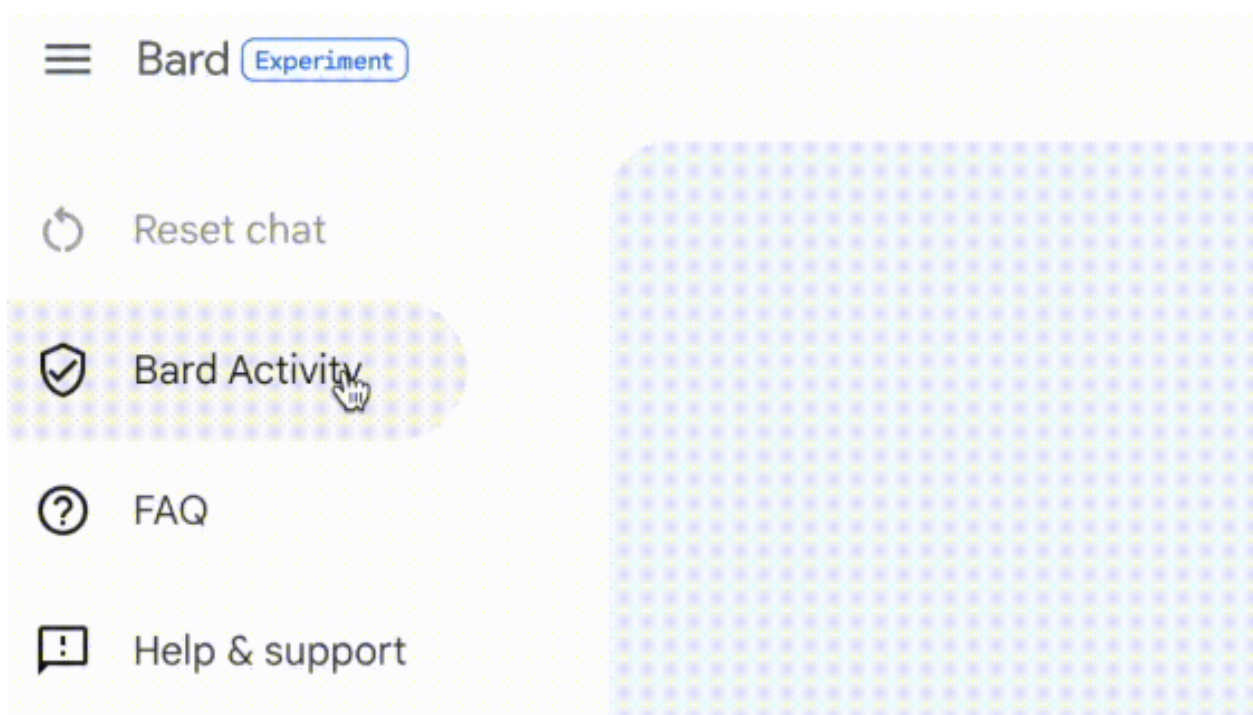 Bard Experiment
Reset chat
Bard Activity
FAQ
Help & support